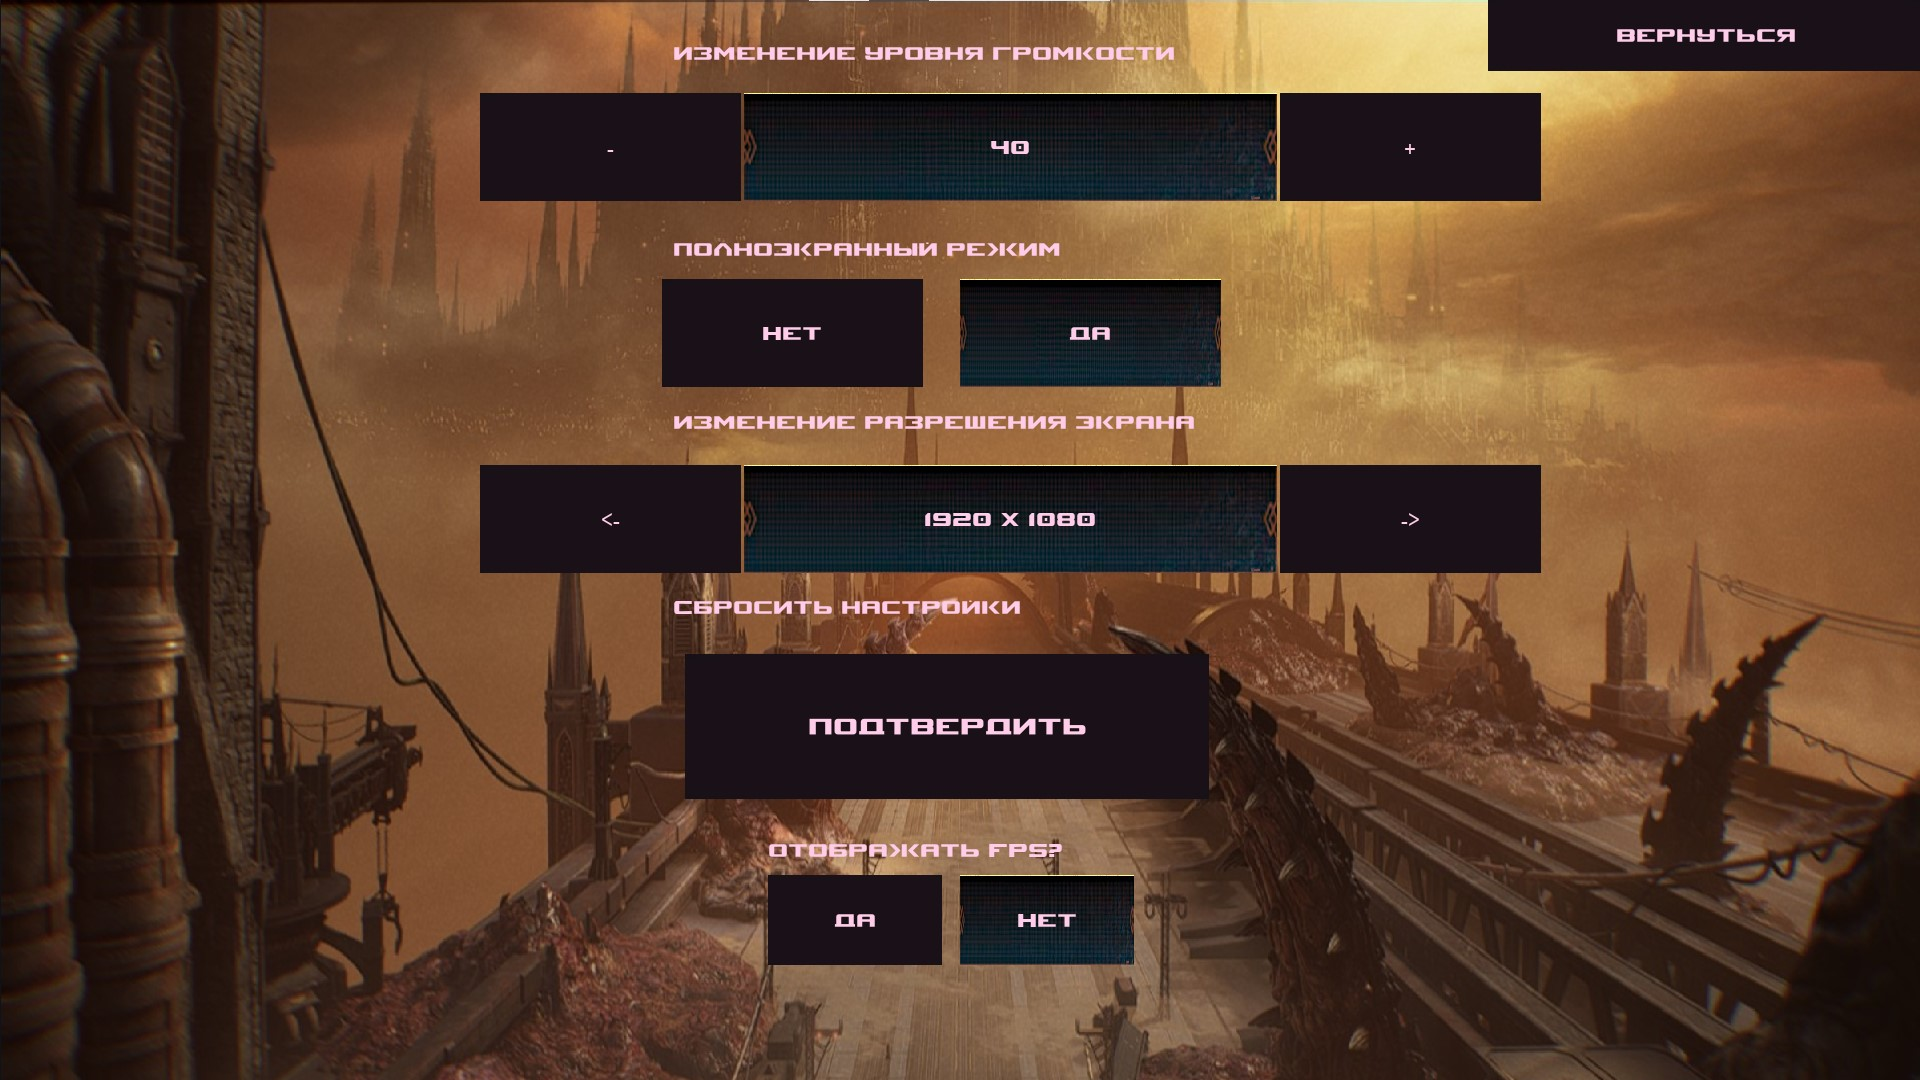 ВЕРНУТЬСЯ
ИЗМЕНЕНИЕ УРОВНЯ ГРОМКОСТИ
- 40 +
ПОЛНОЭКРАННЫЙ РЕЖИМ
НЕТ ДА
ИЗМЕНЕНИЕ РАЗРЕШЕНИЯ ЭКРАНА
<- 1920 X 1080 ->
СБРОСИТЬ НАСТРОЙКИ
ПОДТВЕРДИТЬ
ОТОБРАЖАТЬ FPS?
ДА НЕТ